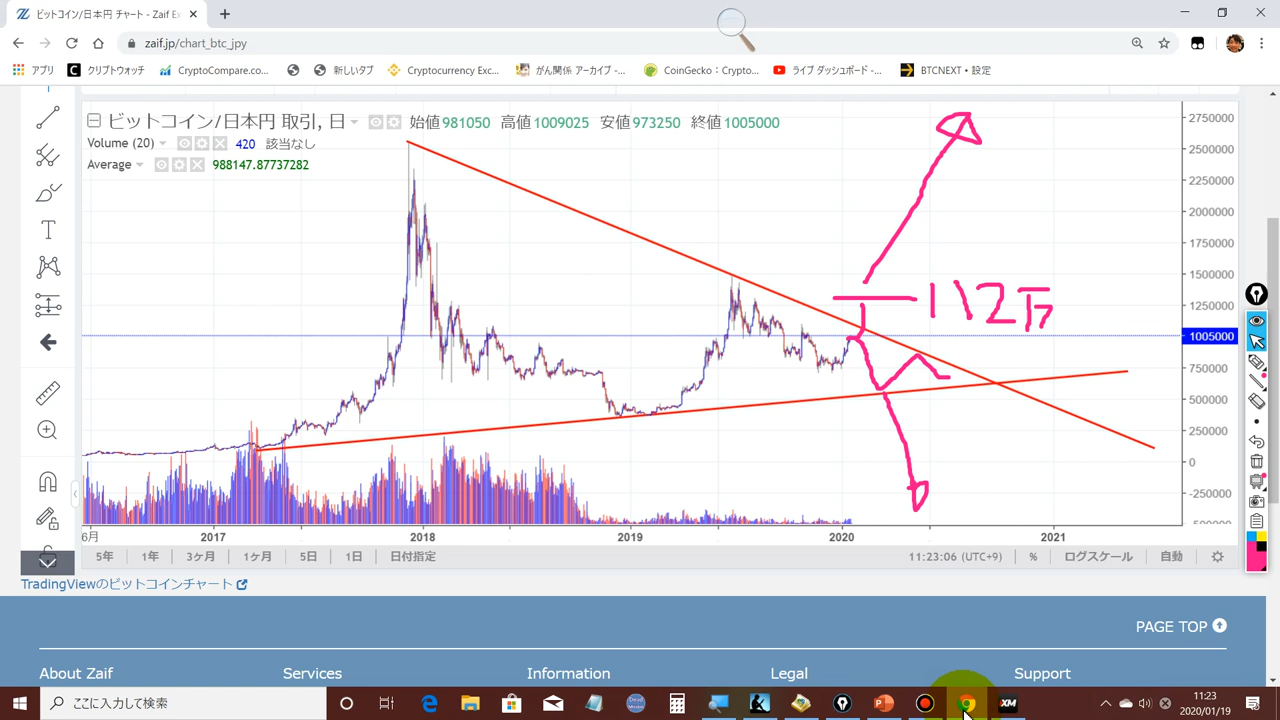 ビットコイン/日本円 チャート - Zaif Ex
zaif.jp/chart_btc_jpy
アプリ
クリプトウォッチ
CryptoCompare.co...
新しいタブ
Cryptocurrency Exc...
がん関係 アーカイブ -...
CoinGecko：Crypto...
ライブ ダッシュボード -...
BTCNEXT • 設定
ビットコイン/日本円 取引, 日
始値 981050 高値 1009025 安値 973250 終値 1005000
Volume (20)
420 該当なし
Average
988147.87737282
2750000
2500000
2250000
2000000
1750000
1500000
1250000
1005000
750000
500000
250000
0
-250000
-500000
112万
6月
2017
2018
2019
2020
2021
5年
1年
3ヶ月
1ヶ月
5日
1日
日付指定
11:23:06 (UTC+9)
%
ログスケール
自動
TradingViewのビットコインチャート
PAGE TOP
About Zaif
Services
Information
Legal
Support
ここに入力して検索
XM
11:23
2020/01/19